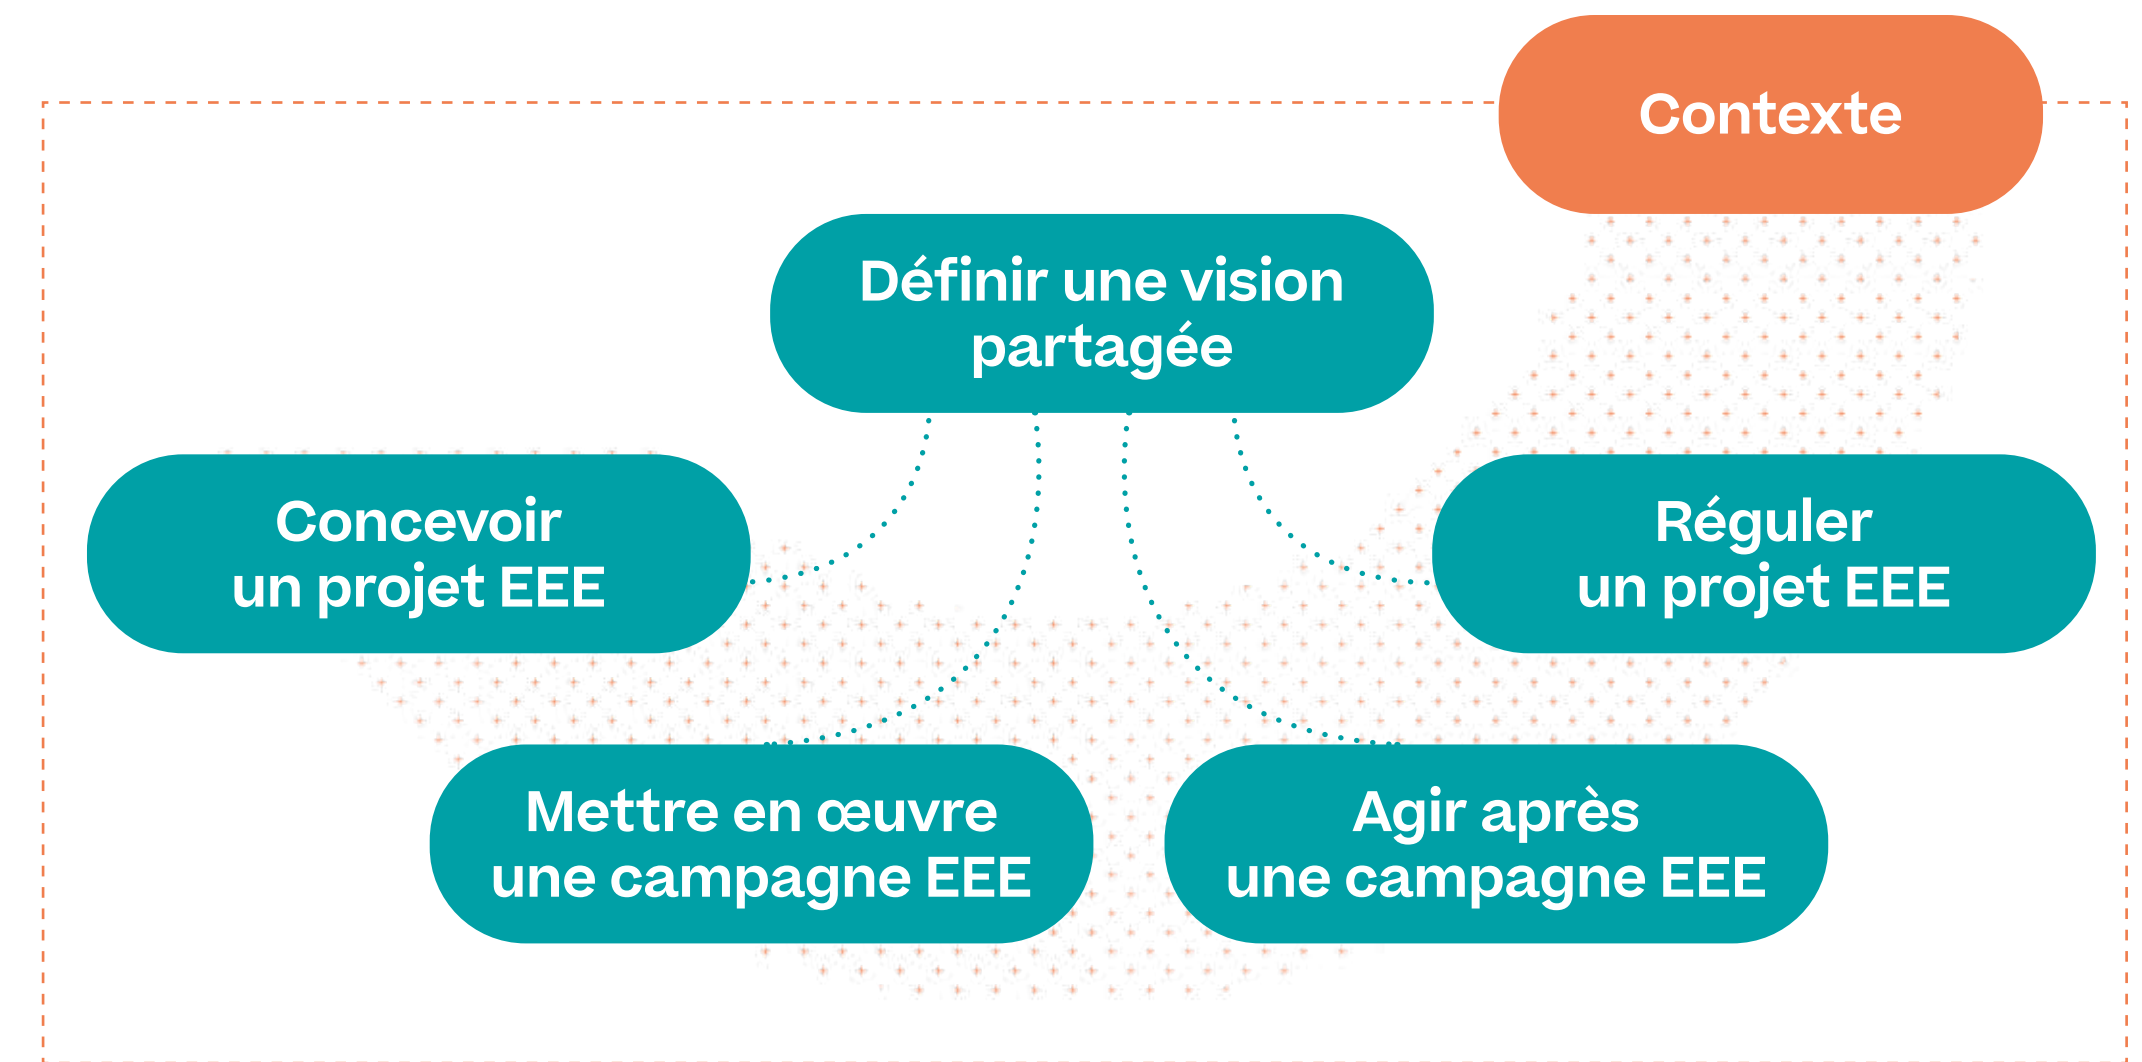 Contexte
Définir une vision
partagée
Concevoir
un projet EEE
Réguler
un projet EEE
Mettre en œuvre
une campagne EEE
Agir après
une campagne EEE